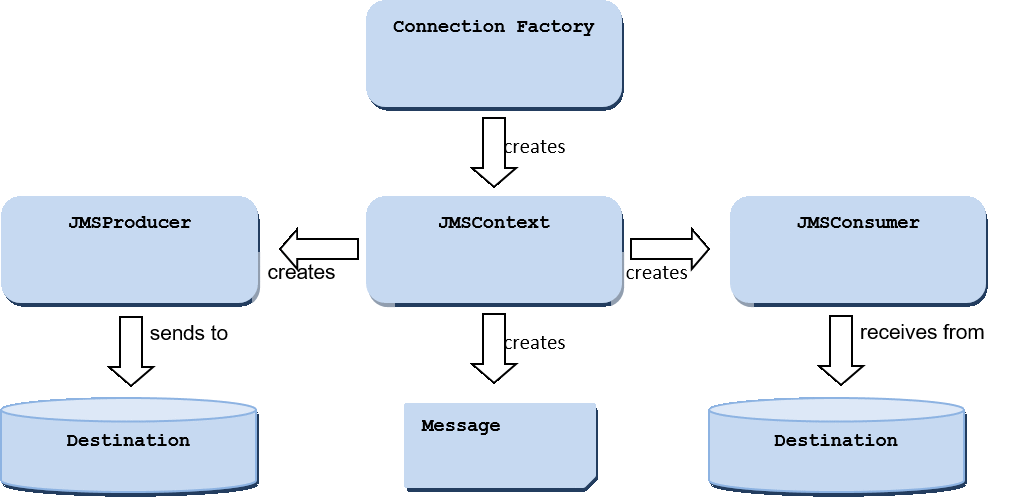 Connection Factory
creates
JMSProducer
JMSContext
JMSConsumer
creates
creates
sends to
creates
receives from
Destination
Message
Destination